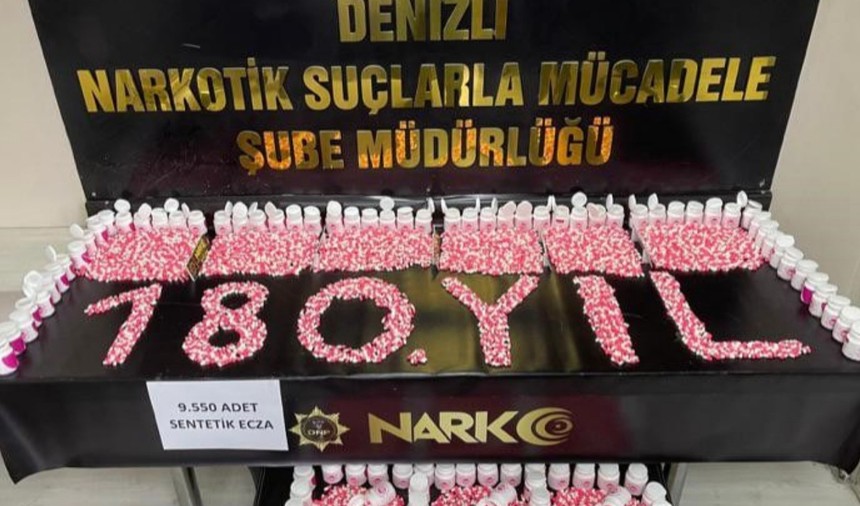 DENİZLİ
NARKOTİK SUÇLARLA MÜCADELE
ŞUBE MÜDÜRLÜĞÜ
180.YIL
9.550 ADET
SENTETİK ECZA
NARKO